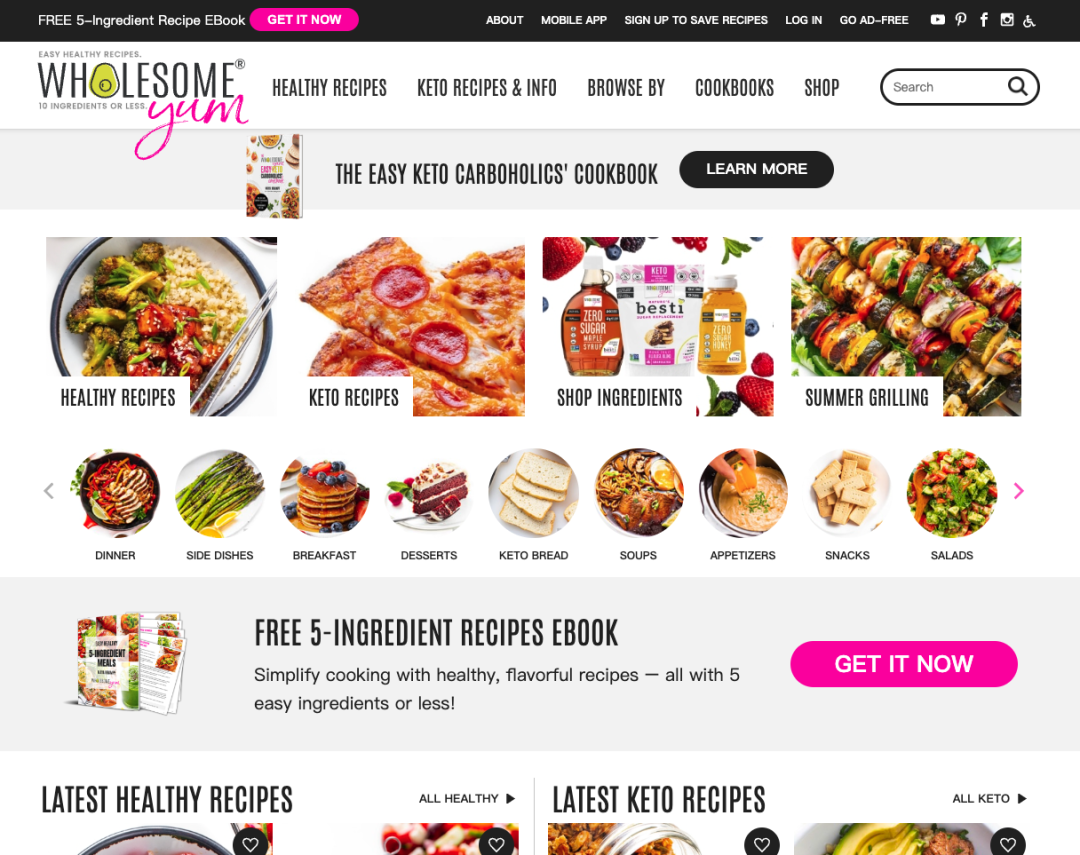 FREE 5-Ingredient Recipe EBook
GET IT NOW
ABOUT
MOBILE APP
SIGN UP TO SAVE RECIPES
LOG IN
GO AD-FREE
EASY HEALTHY RECIPES.
WHOLESOME®
10 INGREDIENTS OR LESS.
yum
HEALTHY RECIPES
KETO RECIPES & INFO
BROWSE BY
COOKBOOKS
SHOP
Search
THE EASY KETO CARBOHOLICS' COOKBOOK
LEARN MORE
KETO
besti
ZERO
SUGAR
MAPLE
SYRUP
ZERO
SUGAR
HONEY
HEALTHY RECIPES
KETO RECIPES
SHOP INGREDIENTS
SUMMER GRILLING
DINNER
SIDE DISHES
BREAKFAST
DESSERTS
KETO BREAD
SOUPS
APPETIZERS
SNACKS
SALADS
5-INGREDIENT
MEALS
FREE 5-INGREDIENT RECIPES EBOOK
Simplify cooking with healthy, flavorful recipes — all with 5
easy ingredients or less!
GET IT NOW
LATEST HEALTHY RECIPES
ALL HEALTHY
LATEST KETO RECIPES
ALL KETO